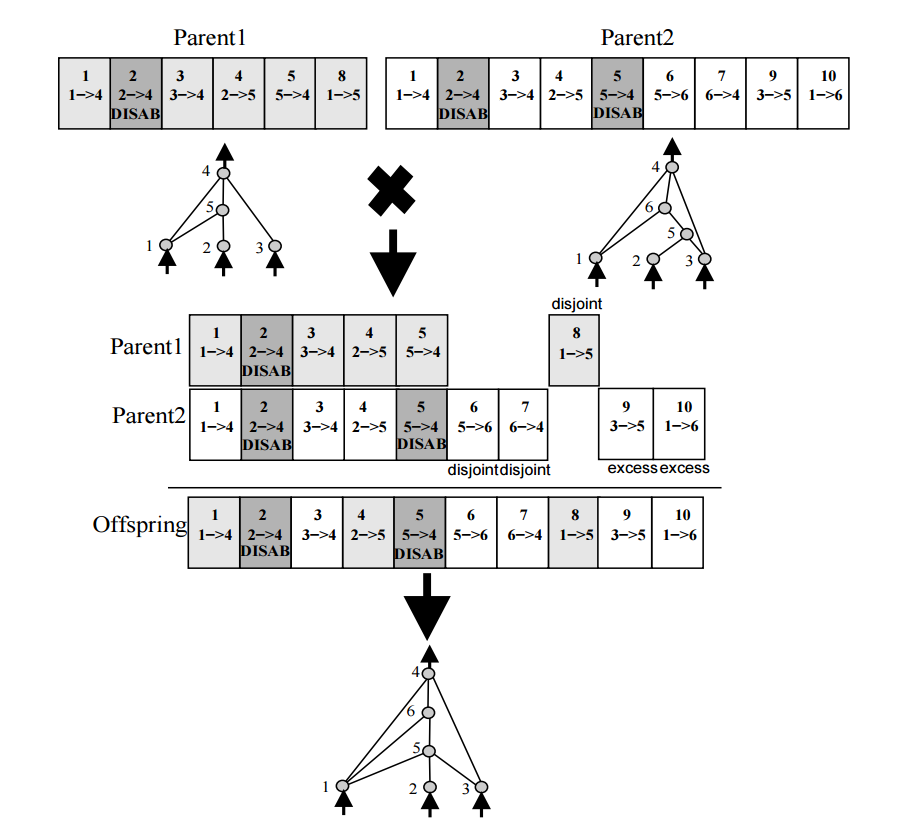 Parent1
Parent2
1 2 3 4 5 8
1->4 2->4 3->4 2->5 5->4 1->5
DISAB
1 2 3 4 5 6 7 9 10
1->4 2->4 3->4 2->5 5->4 5->6 6->4 3->5 1->6
DISAB DISAB
4
5
1 2 3
4
6
5
1 2 3
disjoint
Parent1
1 2 3 4 5 8
1->4 2->4 3->4 2->5 5->4 1->5
DISAB
Parent2
1 2 3 4 5 6 7 9 10
1->4 2->4 3->4 2->5 5->4 5->6 6->4 3->5 1->6
DISAB DISAB
disjoint disjoint excess excess
Offspring
1 2 3 4 5 6 7 8 9 10
1->4 2->4 3->4 2->5 5->4 5->6 6->4 1->5 3->5 1->6
DISAB DISAB
4
6
5
1 2 3